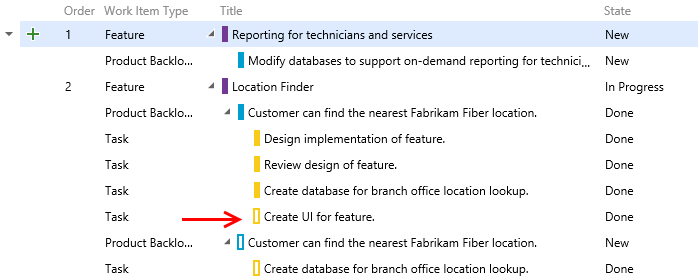 Order Work Item Type Title State
1 Feature Reporting for technicians and services New
Product Backlo... Modify databases to support on-demand reporting for technici... New
2 Feature Location Finder In Progress
Product Backlo... Customer can find the nearest Fabrikam Fiber location. Done
Task Design implementation of feature. Done
Task Review design of feature. Done
Task Create database for branch office location lookup. Done
Task Create UI for feature. Done
Product Backlo... Customer can find the nearest Fabrikam Fiber location. New
Task Create database for branch office location lookup. Done